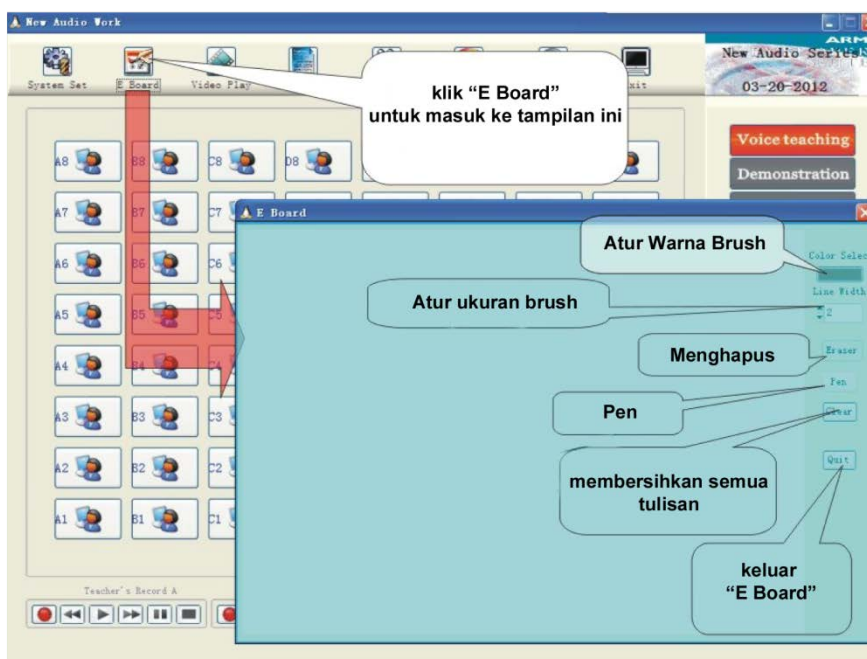 New Audio Work
System Set
E Board
Video Play
xit
ARM
New Audio Series
03-20-2012
klik “E Board”
untuk masuk ke tampilan ini
Voice teaching
Demonstration
A8
B8
C8
D8
A7
B7
C7
A6
B6
C6
A5
B5
C5
A4
B4
C4
A3
B3
C3
A2
B2
C2
A1
B1
C1
E Board
Atur Warna Brush
Color Selec
Atur ukuran brush
Line Width
2
Menghapus
Eraser
Pen
Pen
Clear
membersihkan semua
tulisan
Quit
keluar
“E Board”
Teacher's Record A